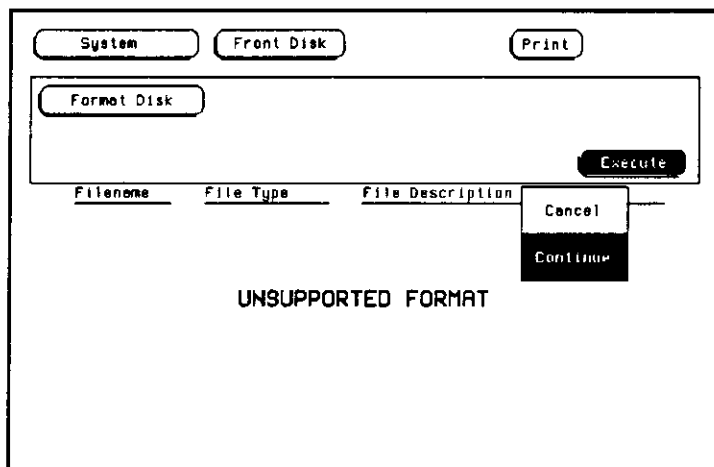 System Front Disk Print
Format Disk
Execute
Filename File Type File Description
Cancel
Continue
UNSUPPORTED FORMAT